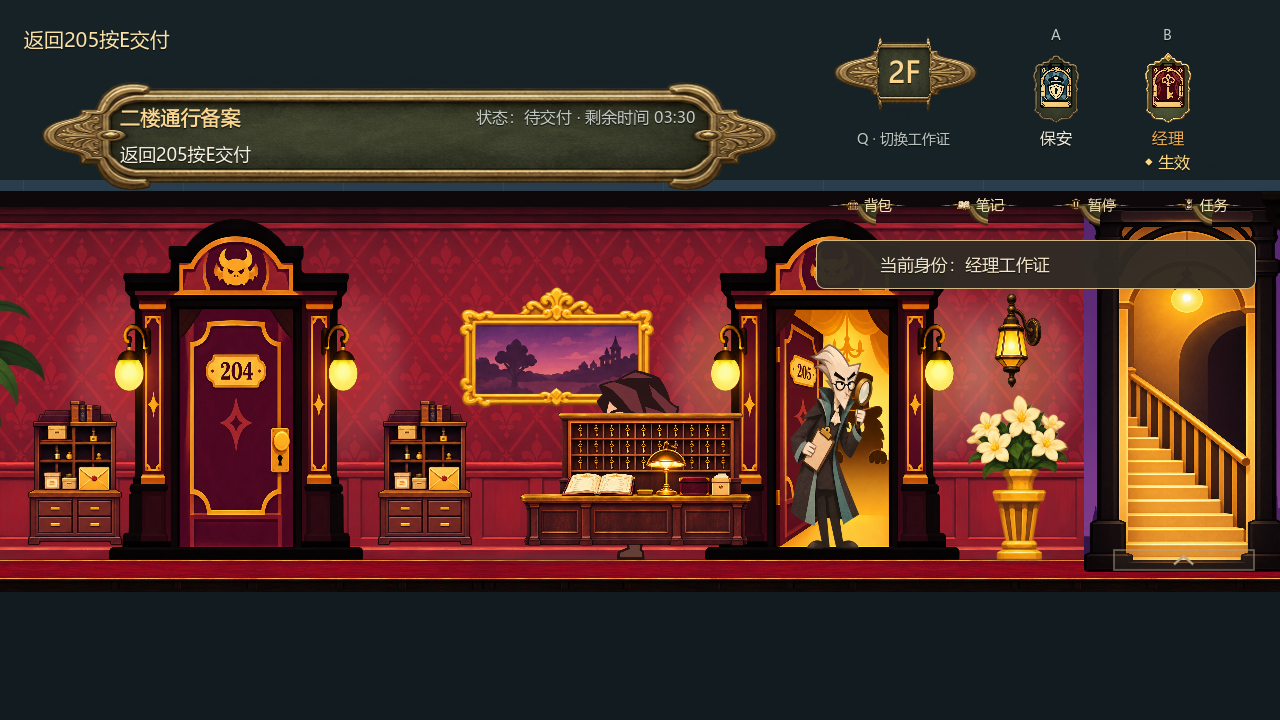 返回205按E交付
2F
A
B
二楼通行备案
状态：待交付 · 剩余时间 03:30
返回205按E交付
Q · 切换工作证
保安
经理
生效
背包
笔记
暂停
任务
当前身份：经理工作证
204
205